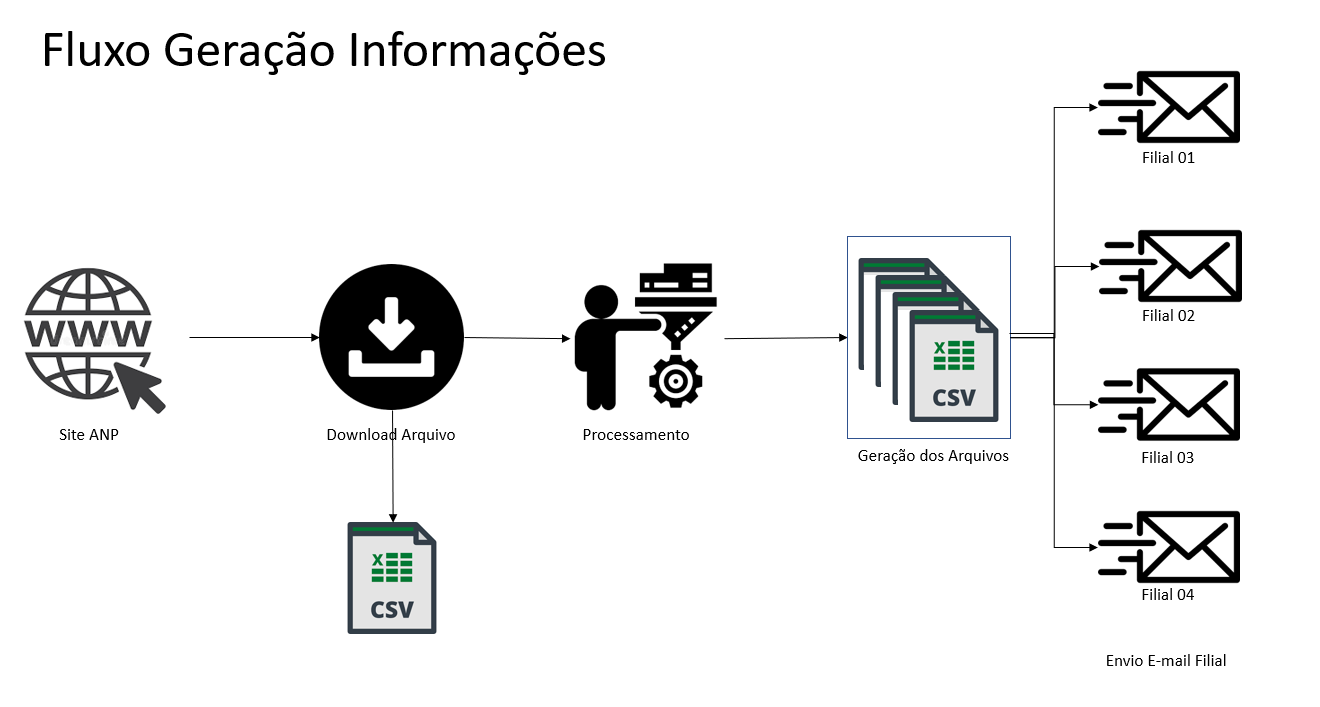 Fluxo Geração Informações
Filial 01
Filial 02
WWW
CSV
Site ANP
Download Arquivo
Processamento
Geração dos Arquivos
Filial 03
X
CSV
Filial 04
Envio E-mail Filial